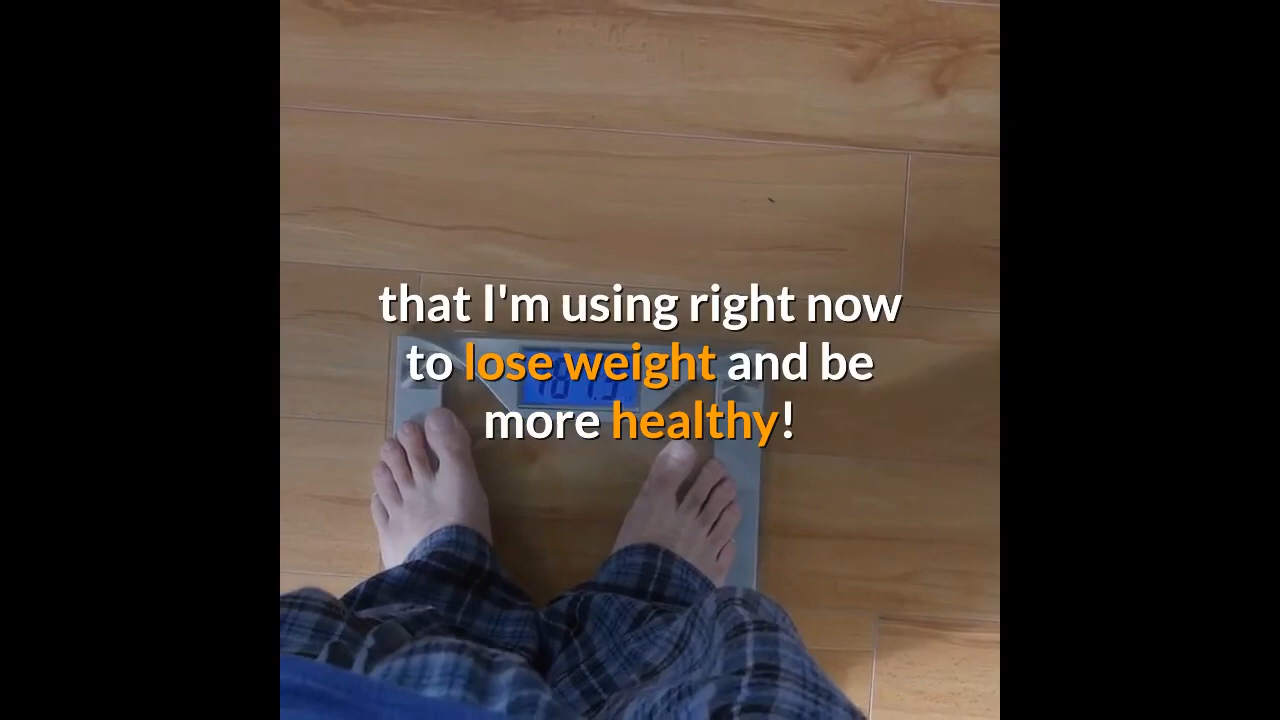 that I'm using right now
to lose weight and be
more healthy!